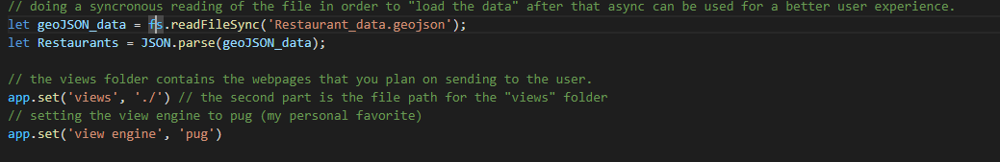 // doing a syncronous reading of the file in order to "load the data" after that async can be used for a better user experience.
let geoJSON_data = fs.readFileSync('Restaurant_data.geojson');
let Restaurants = JSON.parse(geoJSON_data);
// the views folder contains the webpages that you plan on sending to the user.
app.set('views', './') // the second part is the file path for the "views" folder
// setting the view engine to pug (my personal favorite)
app.set('view engine', 'pug')